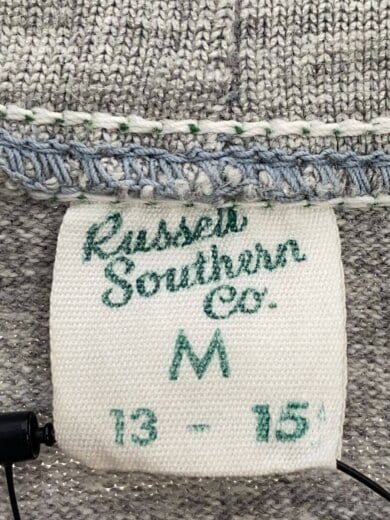 Russell
Southern
Co.
M
13 - 15